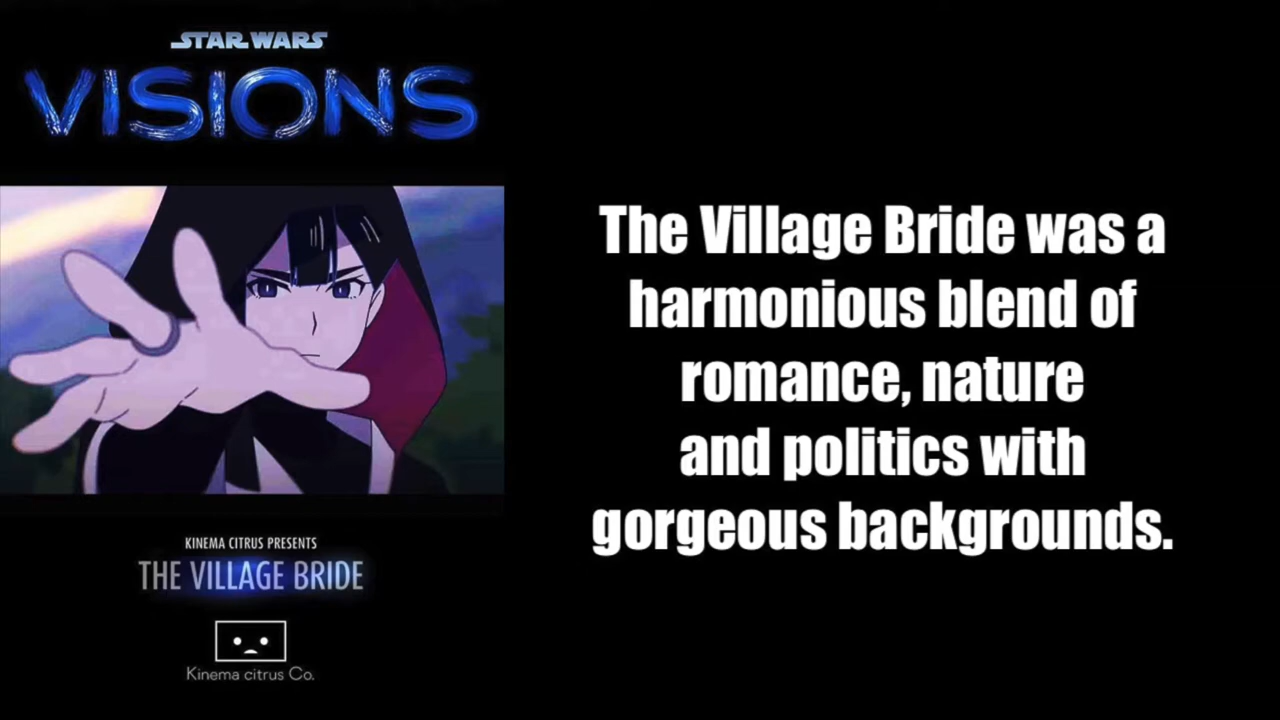 STAR WARS
VISIONS
KINEMA CITRUS PRESENTS
THE VILLAGE BRIDE
Kinema citrus Co.
The Village Bride was a
harmonious blend of
romance, nature
and politics with
gorgeous backgrounds.